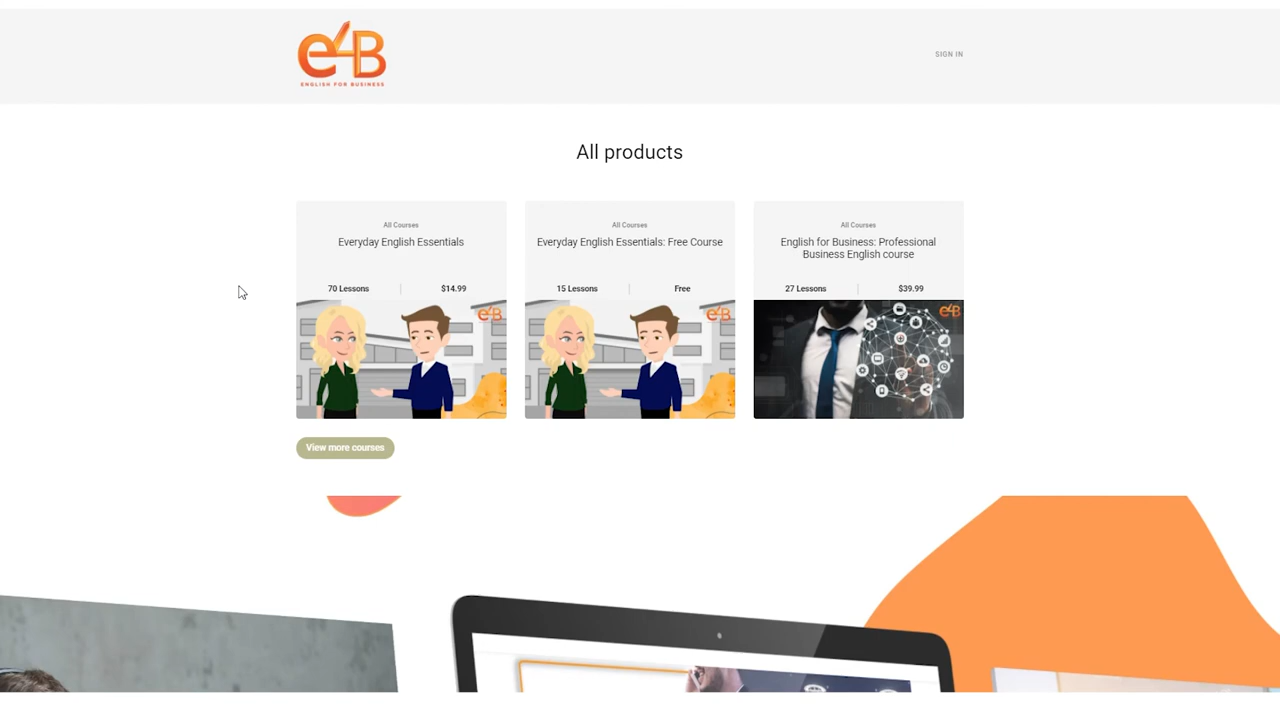 e4B
ENGLISH FOR BUSINESS
SIGN IN
All products
All Courses
Everyday English Essentials
70 Lessons
$14.99
e4B
All Courses
Everyday English Essentials: Free Course
15 Lessons
Free
e4B
All Courses
English for Business: Professional
Business English course
27 Lessons
$39.99
e4B
View more courses